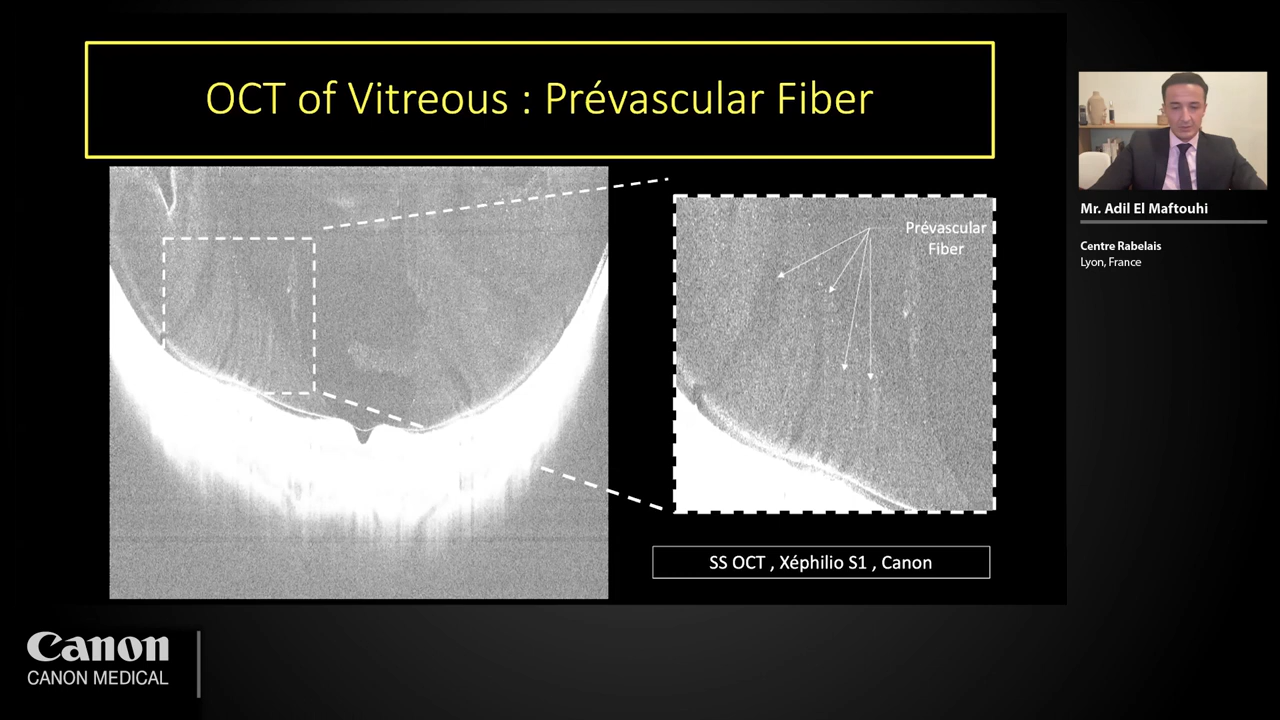 OCT of Vitreous : Prévascular Fiber
Prévascular
Fiber
SS OCT , Xéphilio S1 , Canon
Mr. Adil El Maftouhi
Centre Rabelais
Lyon, France
Canon
CANON MEDICAL